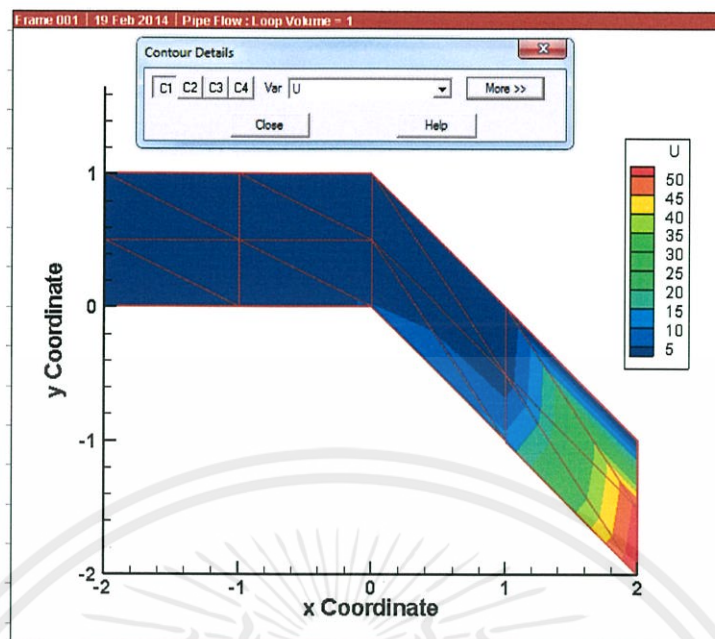 Frame 001 | 19 Feb 2014 | Pipe Flow : Loop Volume = 1
Contour Details
X
C1 C2 C3 C4 Var U More >>
Close Help
U
50
45
40
35
30
25
20
15
10
5
1
0
-1
-2
y Coordinate
-2 -1 0 1 2
x Coordinate